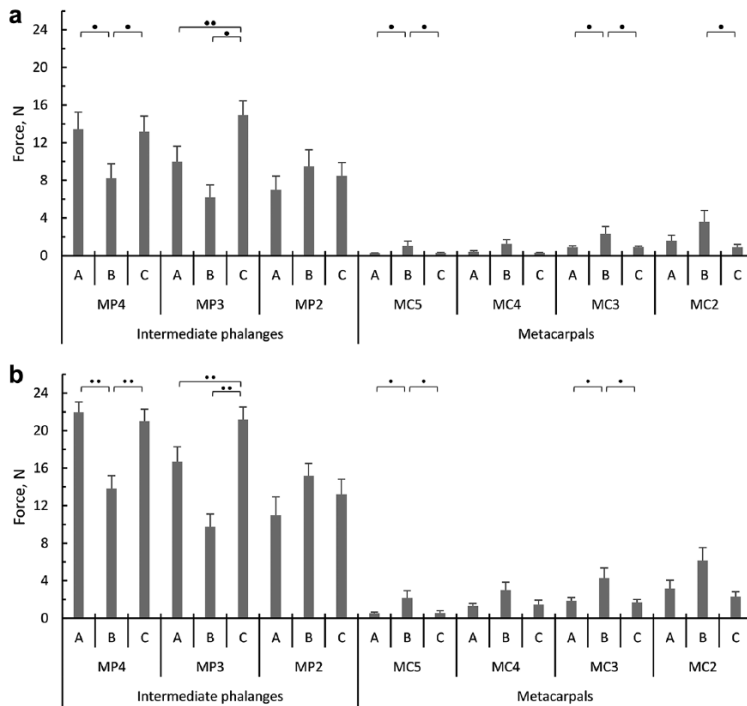 a
24
20
16
12
8
4
0
Force, N
A B C A B C A B C A B C A B C A B C A B C
MP4 MP3 MP2 MC5 MC4 MC3 MC2
Intermediate phalanges Metacarpals
b
24
20
16
12
8
4
0
Force, N
A B C A B C A B C A B C A B C A B C A B C
MP4 MP3 MP2 MC5 MC4 MC3 MC2
Intermediate phalanges Metacarpals